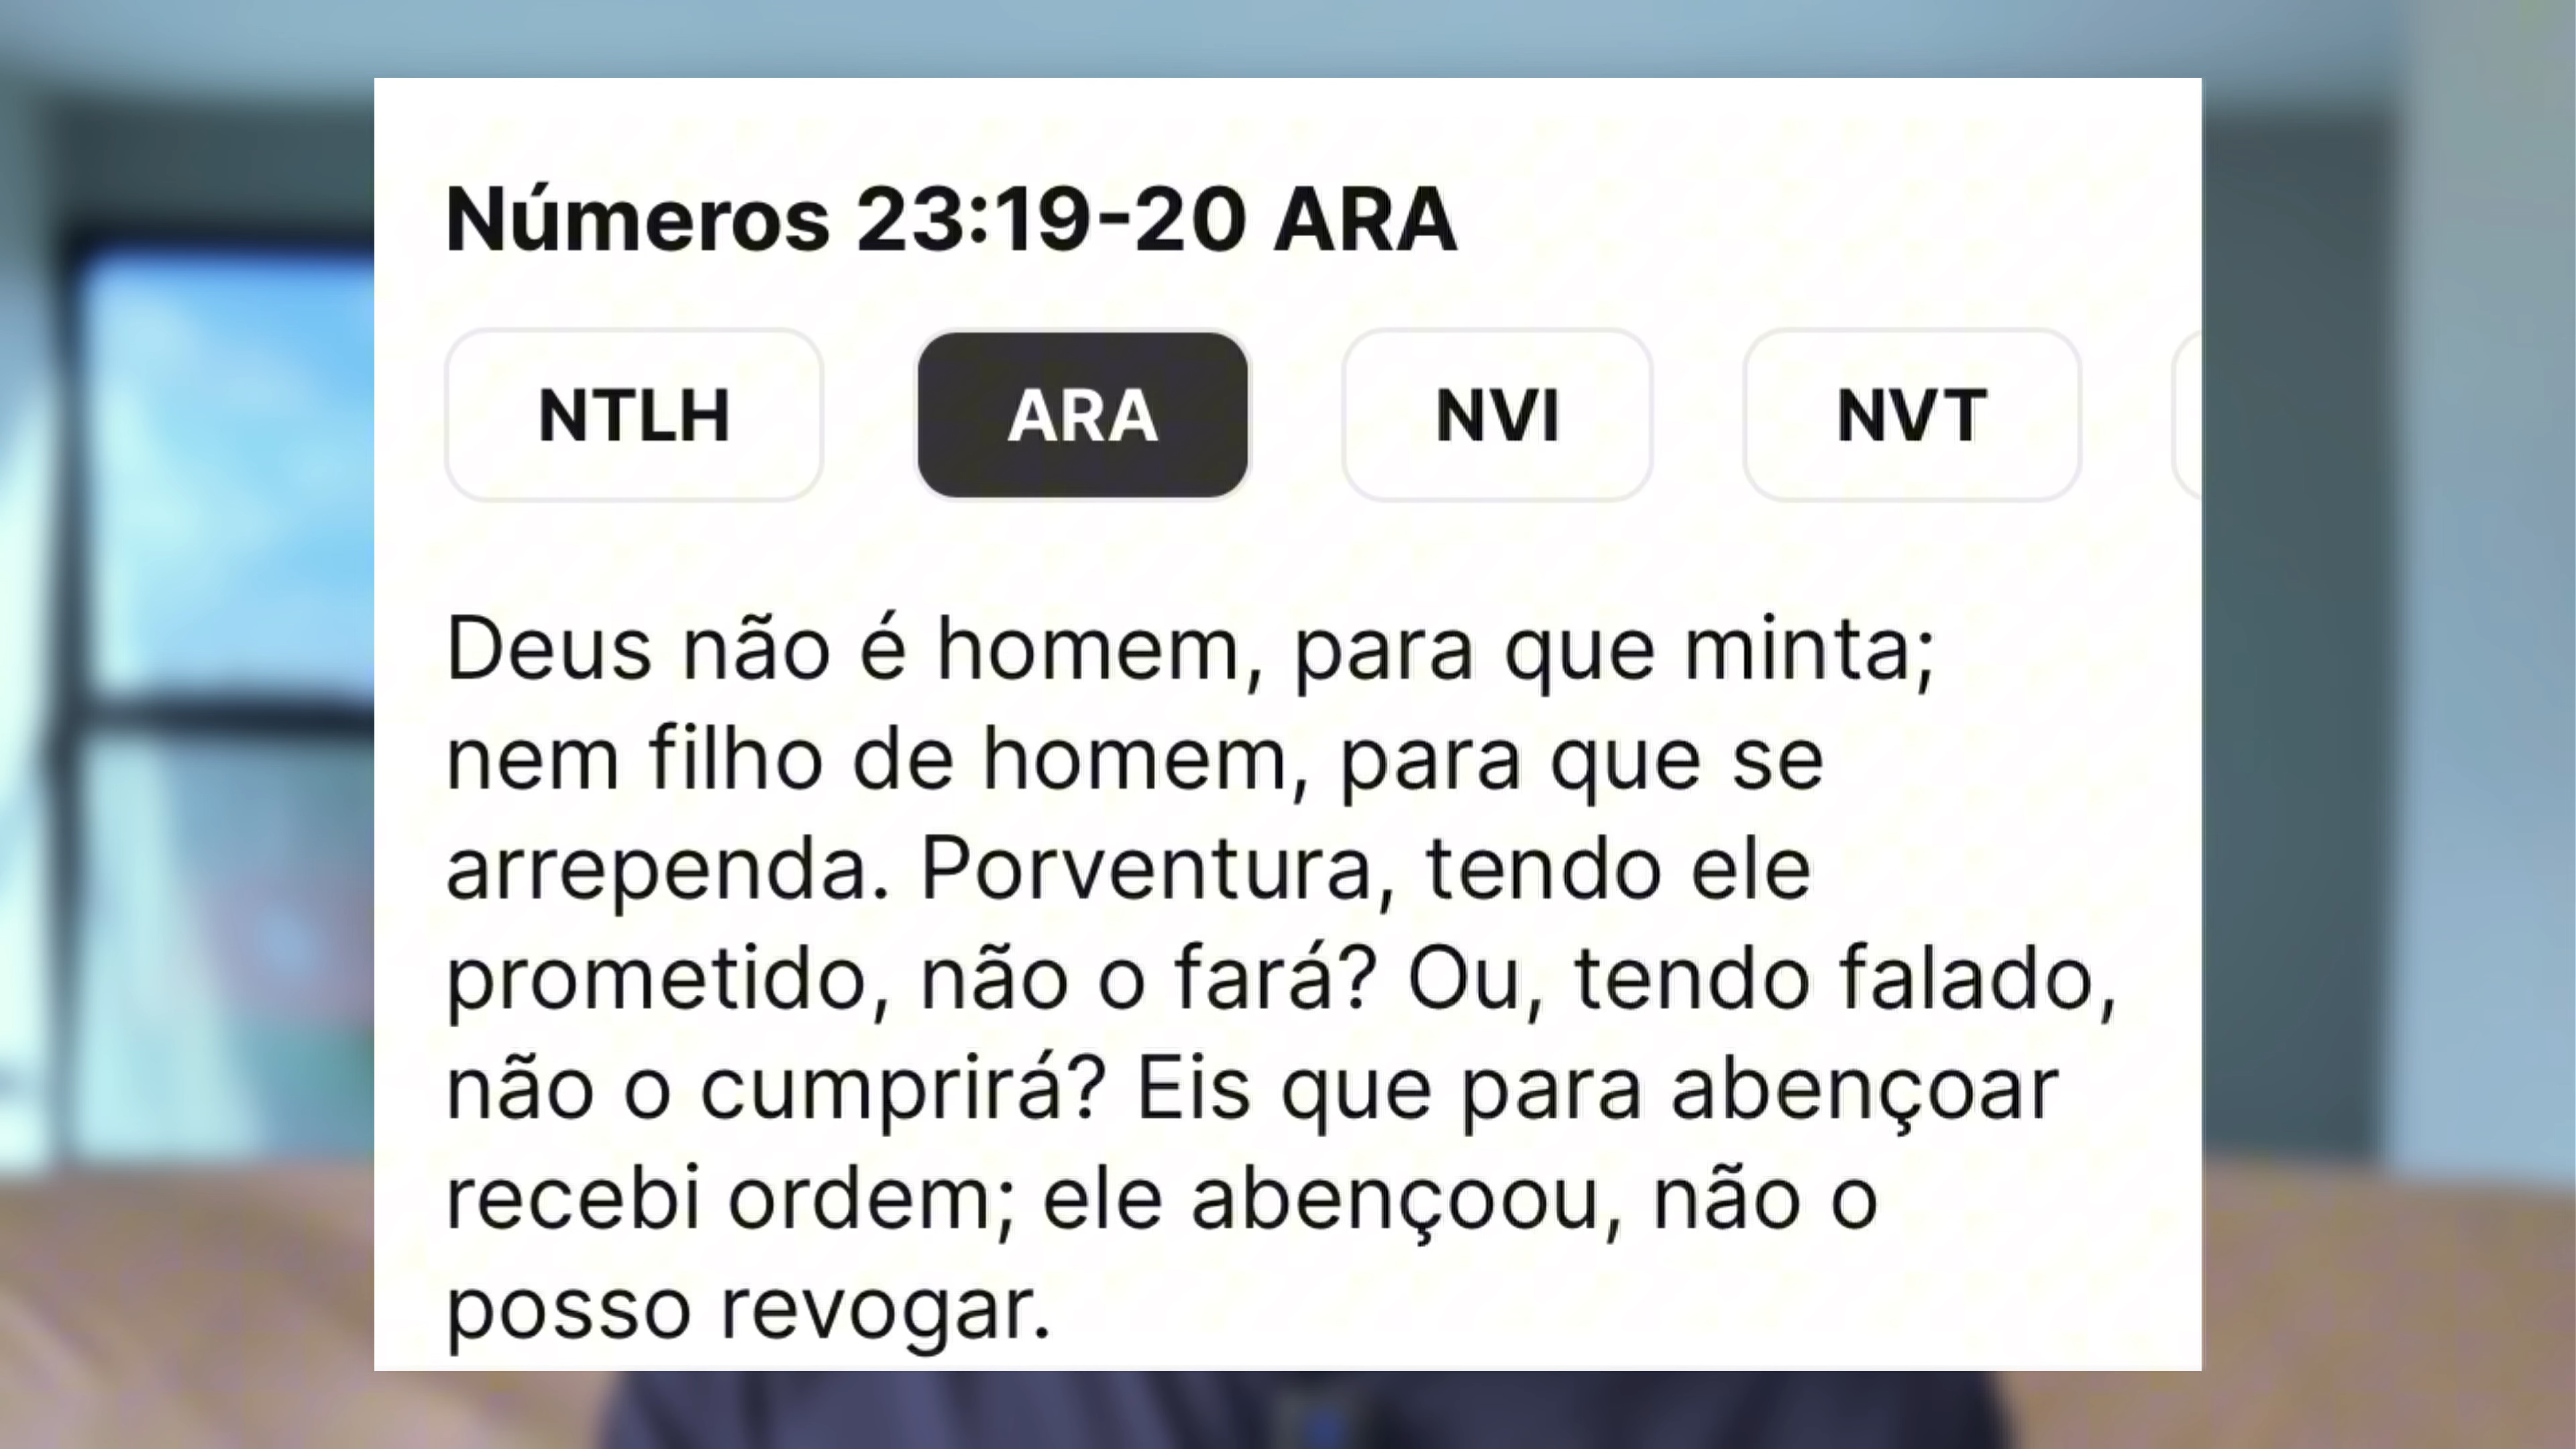 Números 23:19-20 ARA
NTLH ARA NVI NVT
Deus não é homem, para que minta;
nem filho de homem, para que se
arrependa. Porventura, tendo ele
prometido, não o fará? Ou, tendo falado,
não o cumprirá? Eis que para abençoar
recebi ordem; ele abençoou, não o
posso revogar.